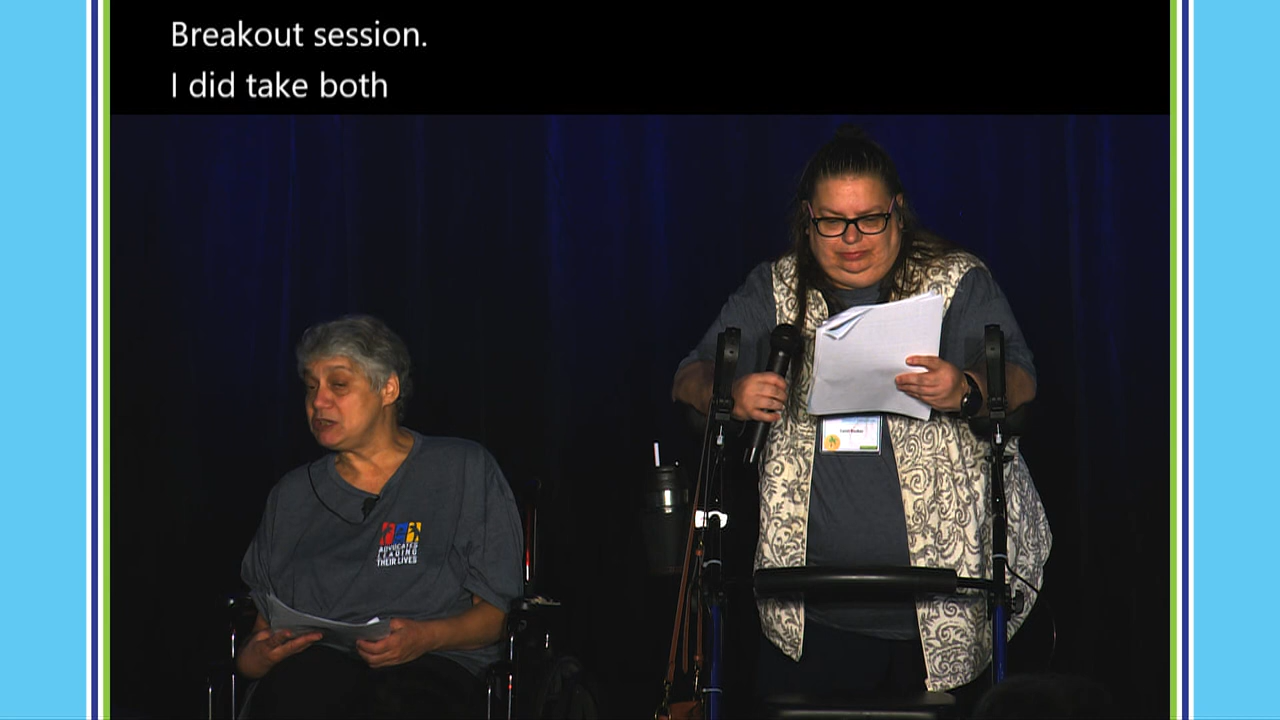 Breakout session.
I did take both
ADVOCATES
LEADING
THEIR LIVES